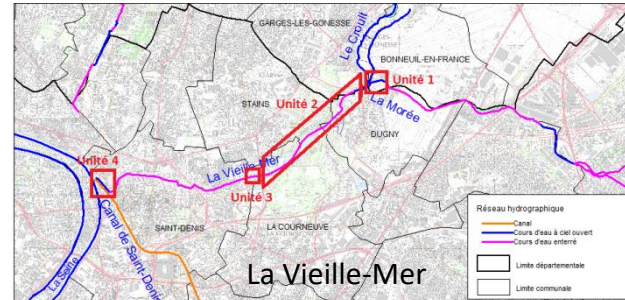 GARGES-LES-GONESSE
Le Croult
BONNEUIL-EN-FRANCE
Unité 1
STAINS
Unité 2
La Morée
DUGNY
Unité 4
La Vieille-Mer
Unité 3
SAINT-DENIS
LA COURNEUVE
Canal de Saint-Denis
La Seine
La Vieille-Mer
Réseau hydrographique
Canal
Cours d'eau à ciel ouvert
Cours d'eau enterré
Limite départementale
Limite communale